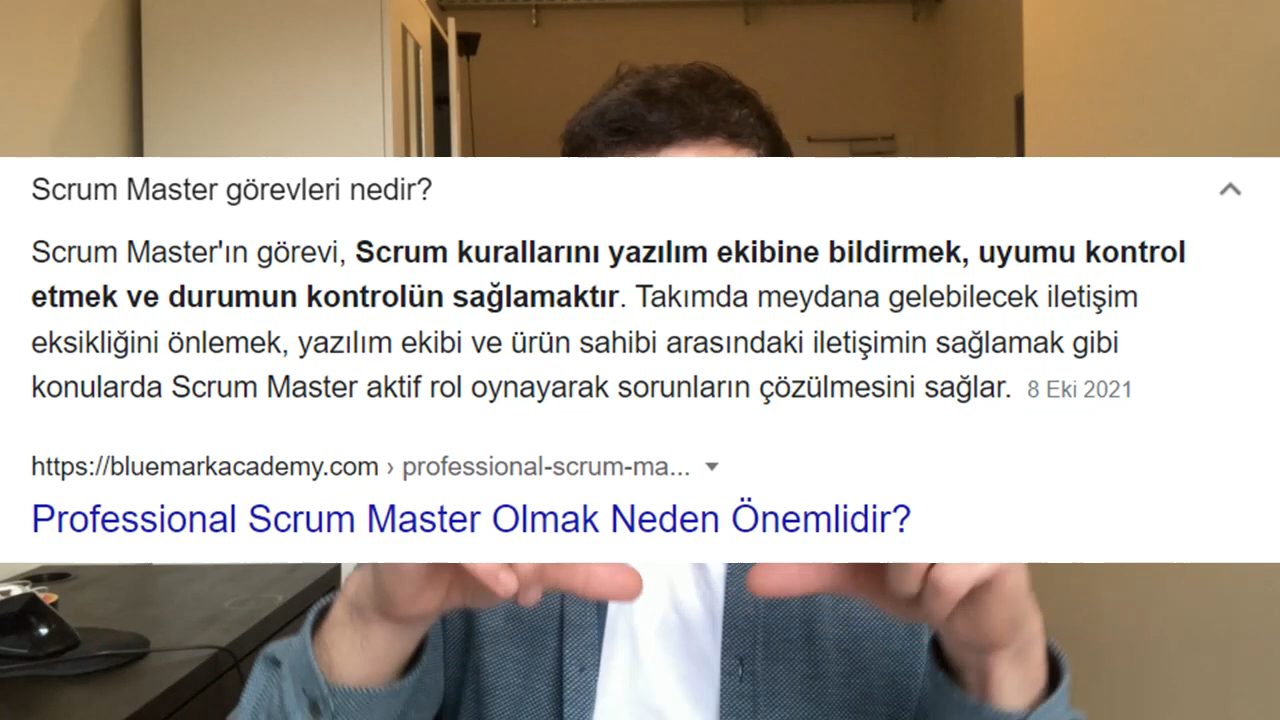 Scrum Master görevleri nedir?
Scrum Master'ın görevi, Scrum kurallarını yazılım ekibine bildirmek, uyumu kontrol
etmek ve durumun kontrolün sağlamaktır. Takımda meydana gelebilecek iletişim
eksikliğini önlemek, yazılım ekibi ve ürün sahibi arasındaki iletişimin sağlamak gibi
konularda Scrum Master aktif rol oynayarak sorunların çözülmesini sağlar. 8 Eki 2021
https://bluemarkacademy.com › professional-scrum-ma...
Professional Scrum Master Olmak Neden Önemlidir?